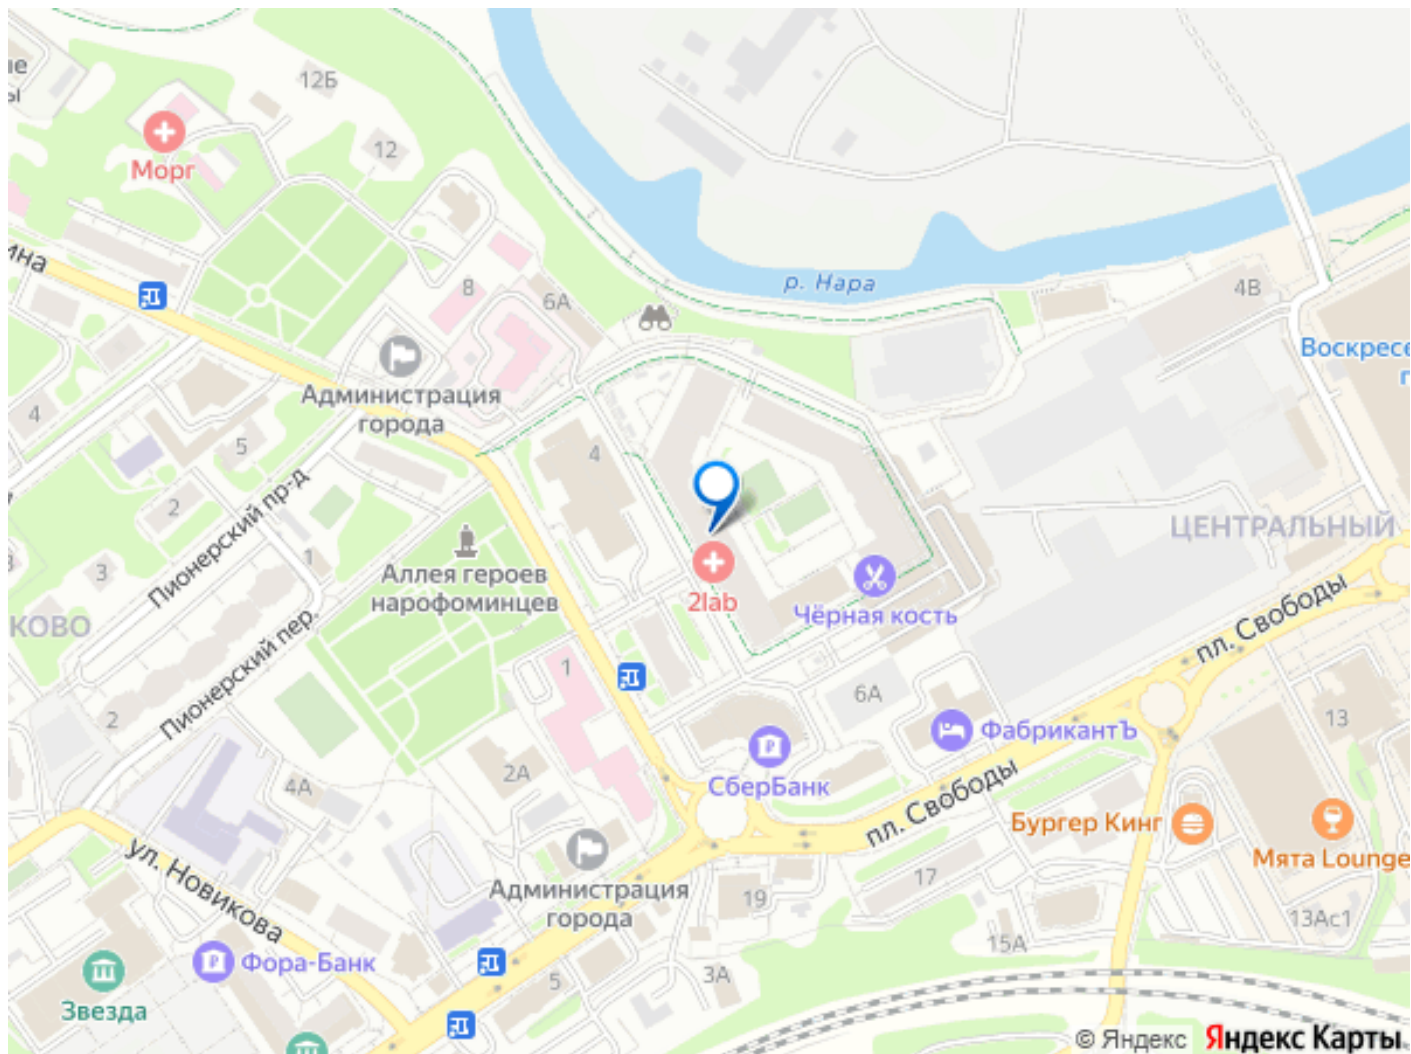 12Б
12
Морг
ина
8
6А
р. Нара
4В
Воскресе
Администрация
города
4
5
4
2
Пионерский пр-д
1
3
Аллея героев
нарофоминцев
КОВО
Пионерский пер.
2
2lab
Чёрная кость
ЦЕНТРАЛЬНЫЙ
пл. Свободы
1
6А
ФабрикантЪ
13
СберБанк
2А
4А
пл. Свободы
Бургер Кинг
Мята Lounge
ул. Новикова
Администрация
города
17
19
13Ас1
15А
Фора-Банк
3А
5
Звезда
© Яндекс Яндекс Карты